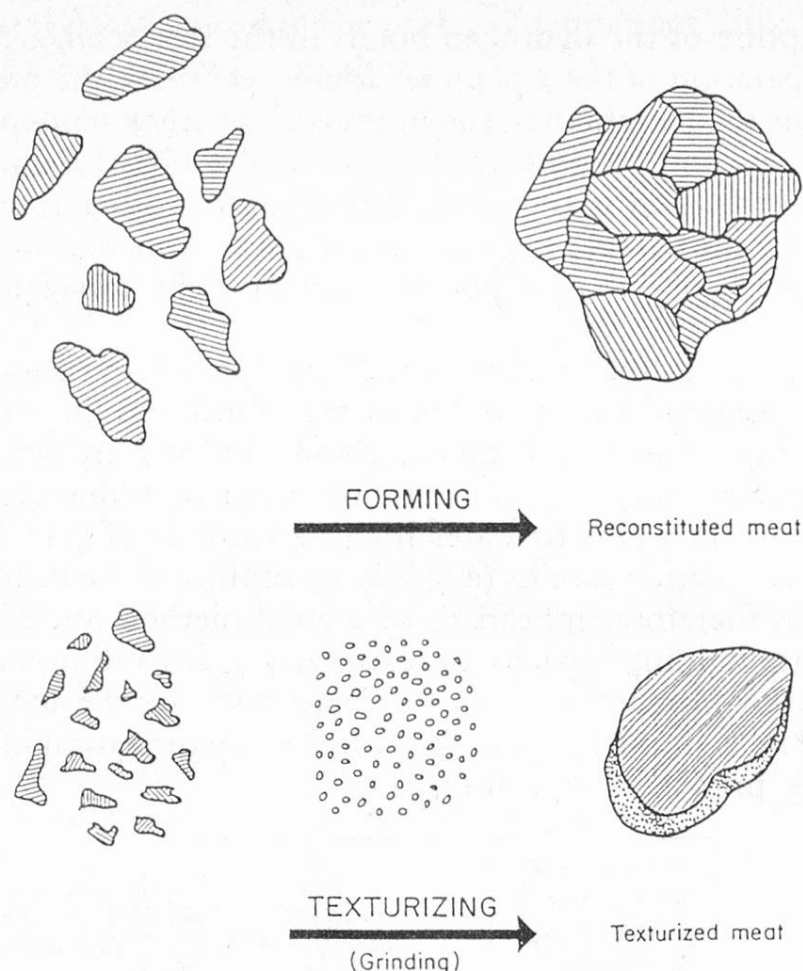 FORMING
Reconstituted meat
TEXTURIZING
(Grinding)
Texturized meat